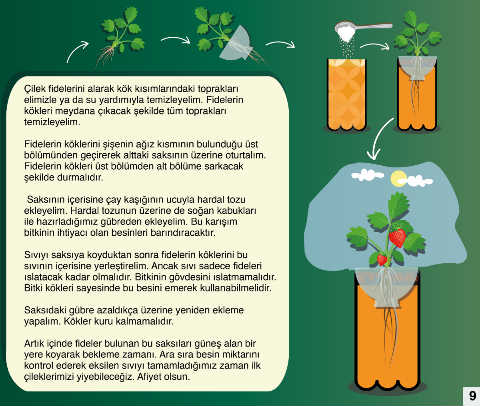 Çilek fidelerini alarak kök kısımlarındaki toprakları
elimizle ya da su yardımıyla temizleyelim. Fidelerin
kökleri meydana çıkacak şekilde tüm toprakları
temizleyelim.
Fidelerin köklerini şişenin ağız kısmının bulunduğu üst
bölümünden geçirerek alttaki saksının üzerine oturtalım.
Fidelerin kökleri üst bölümden alt bölüme sarkacak
şekilde durmalıdır.
Saksının içerisine çay kaşığının ucuyla hardal tozu
ekleyelim. Hardal tozunun üzerine de soğan kabukları
ile hazırladığımız gübreden ekleyelim. Bu karışım
bitkinin ihtiyacı olan besinleri barındıracaktır.
Sıvıyı saksıya koyduktan sonra fidelerin köklerini bu
sıvının içerisine yerleştirelim. Ancak sıvı sadece fideleri
ıslatacak kadar olmalıdır. Bitkinin gövdesini ıslatmamalıdır.
Bitki kökleri sayesinde bu besini emerek kullanabilmelidir.
Saksıdaki gübre azaldıkça üzerine yeniden ekleme
yapalım. Kökler kuru kalmamalıdır.
Artık içinde fideler bulunan bu saksıları güneş alan bir
yere koyarak bekleme zamanı. Ara sıra besin miktarını
kontrol ederek eksilen sıvıyı tamamladığımız zaman ilk
çileklerimizi yiyebileceğiz. Afiyet olsun.
9